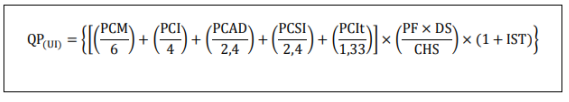 QP(UI) = {[(PCM/6) + (PCI/4) + (PCAD/2,4) + (PCSI/2,4) + (PCIt/1,33)] × (PF × DS/CHS) × (1 + IST)}